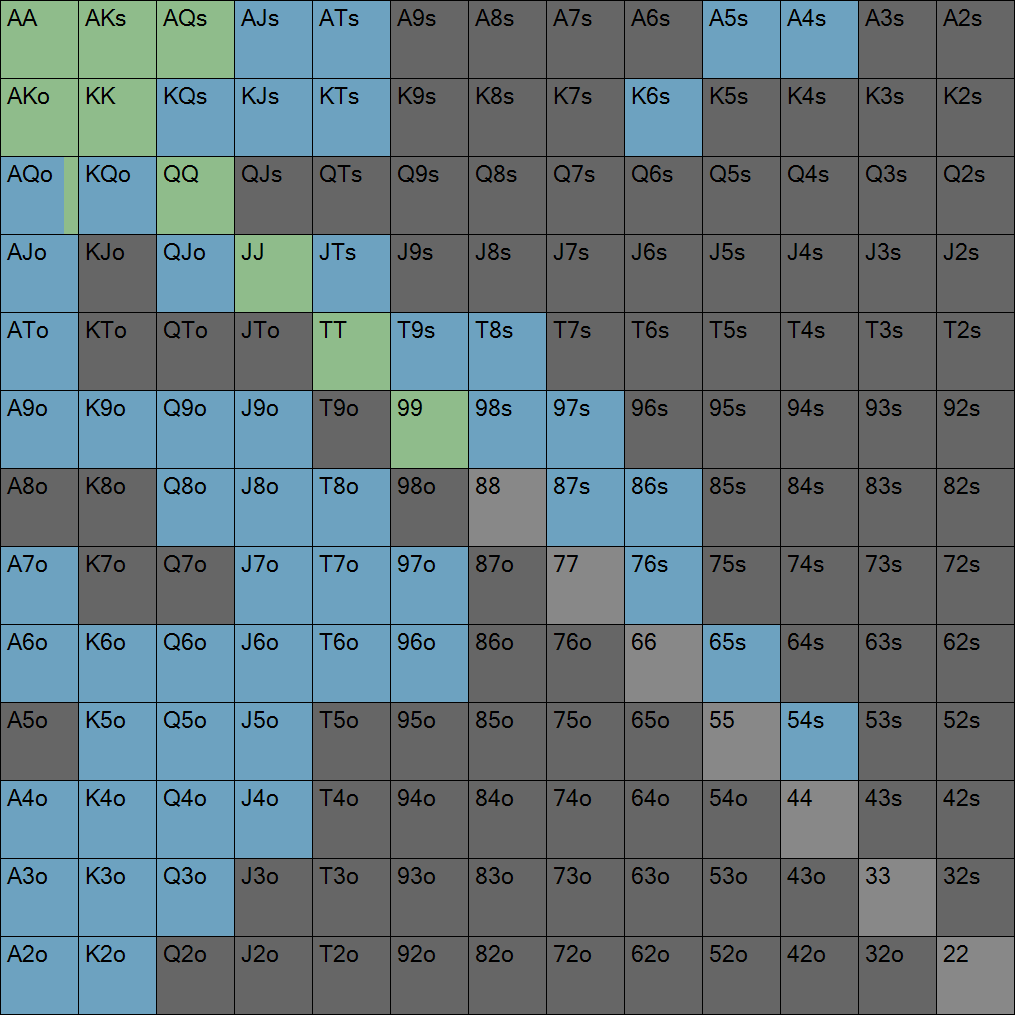 AA AKs AQs AJs ATs A9s A8s A7s A6s A5s A4s A3s A2s
AKo KK KQs KJs KTs K9s K8s K7s K6s K5s K4s K3s K2s
AQo KQo QQ QJs QTs Q9s Q8s Q7s Q6s Q5s Q4s Q3s Q2s
AJo KJo QJo JJ JTs J9s J8s J7s J6s J5s J4s J3s J2s
ATo KTo QTo JTo TT T9s T8s T7s T6s T5s T4s T3s T2s
A9o K9o Q9o J9o T9o 99 98s 97s 96s 95s 94s 93s 92s
A8o K8o Q8o J8o T8o 98o 88 87s 86s 85s 84s 83s 82s
A7o K7o Q7o J7o T7o 97o 87o 77 76s 75s 74s 73s 72s
A6o K6o Q6o J6o T6o 96o 86o 76o 66 65s 64s 63s 62s
A5o K5o Q5o J5o T5o 95o 85o 75o 65o 55 54s 53s 52s
A4o K4o Q4o J4o T4o 94o 84o 74o 64o 54o 44 43s 42s
A3o K3o Q3o J3o T3o 93o 83o 73o 63o 53o 43o 33 32s
A2o K2o Q2o J2o T2o 92o 82o 72o 62o 52o 42o 32o 22